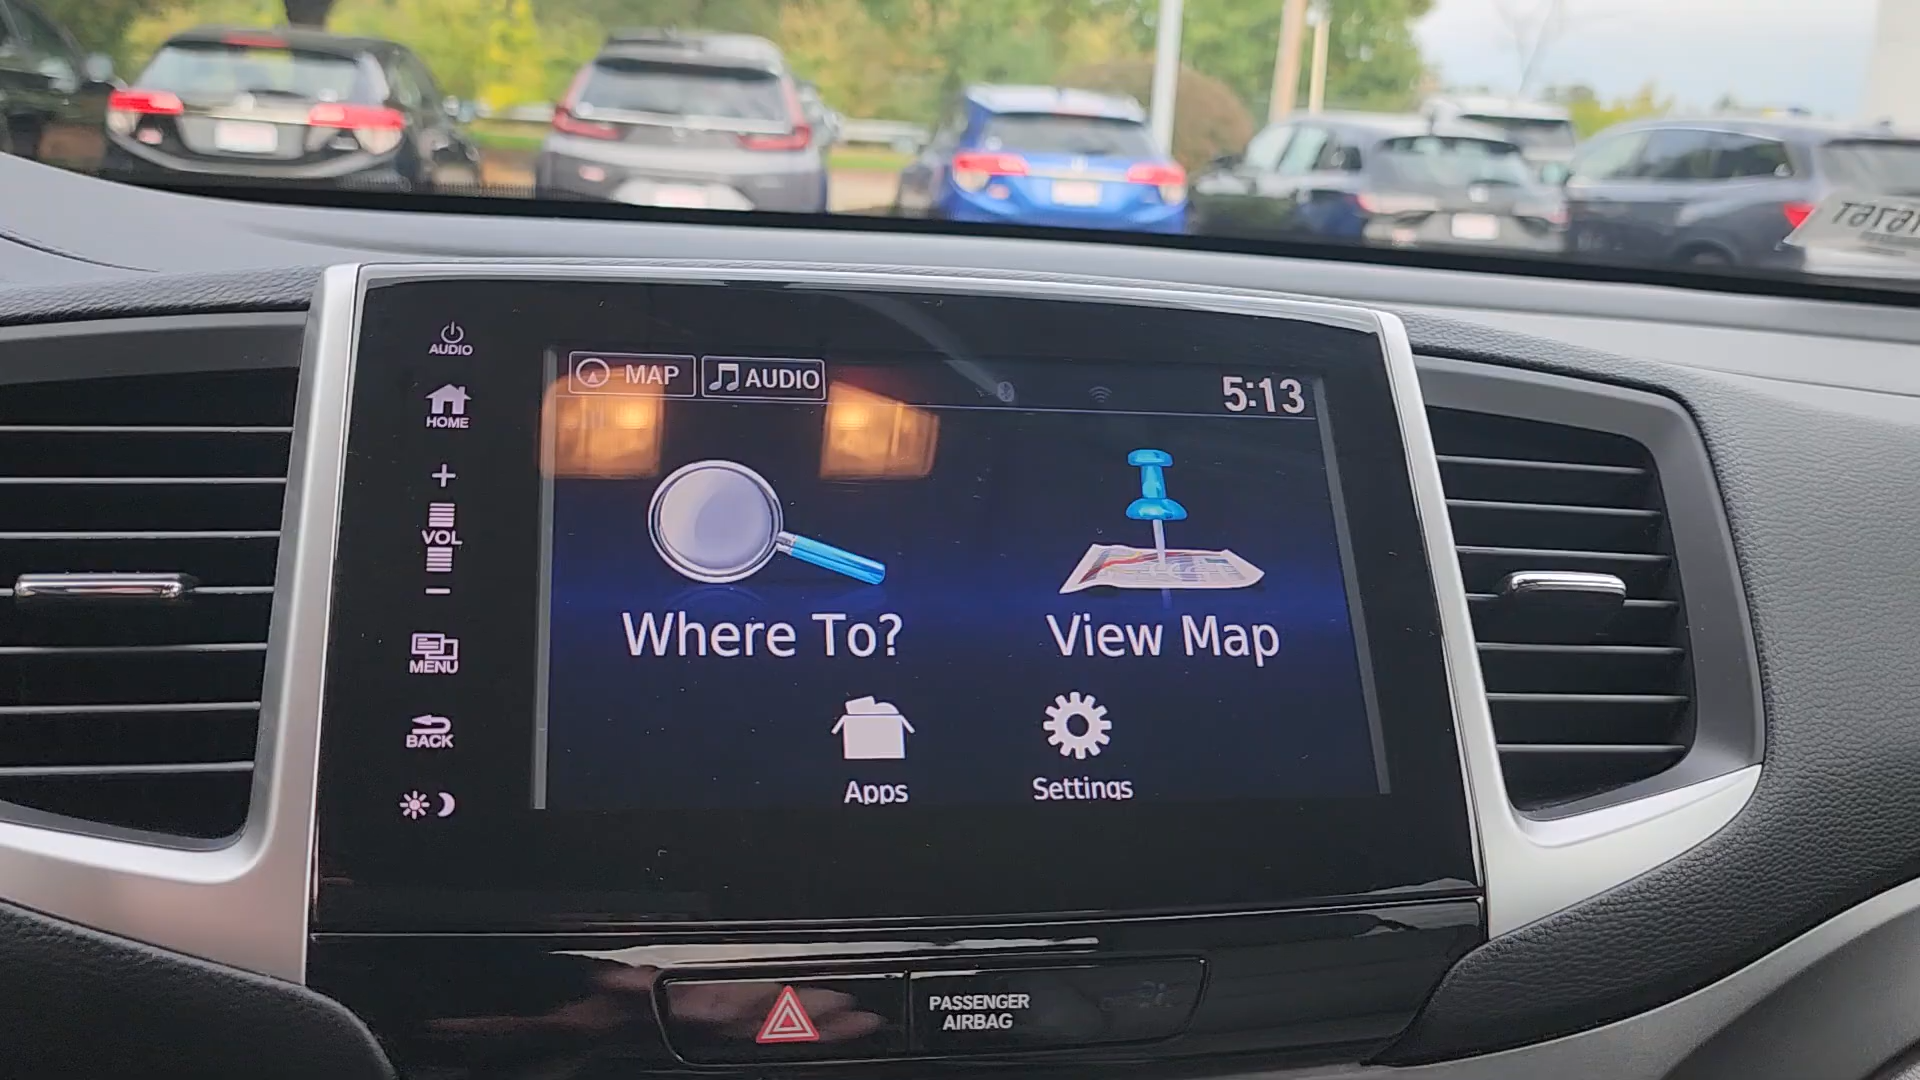 AUDIO
HOME
VOL
MENU
BACK
MAP
AUDIO
5:13
Where To?
View Map
Apps
Settings
PASSENGER
AIRBAG